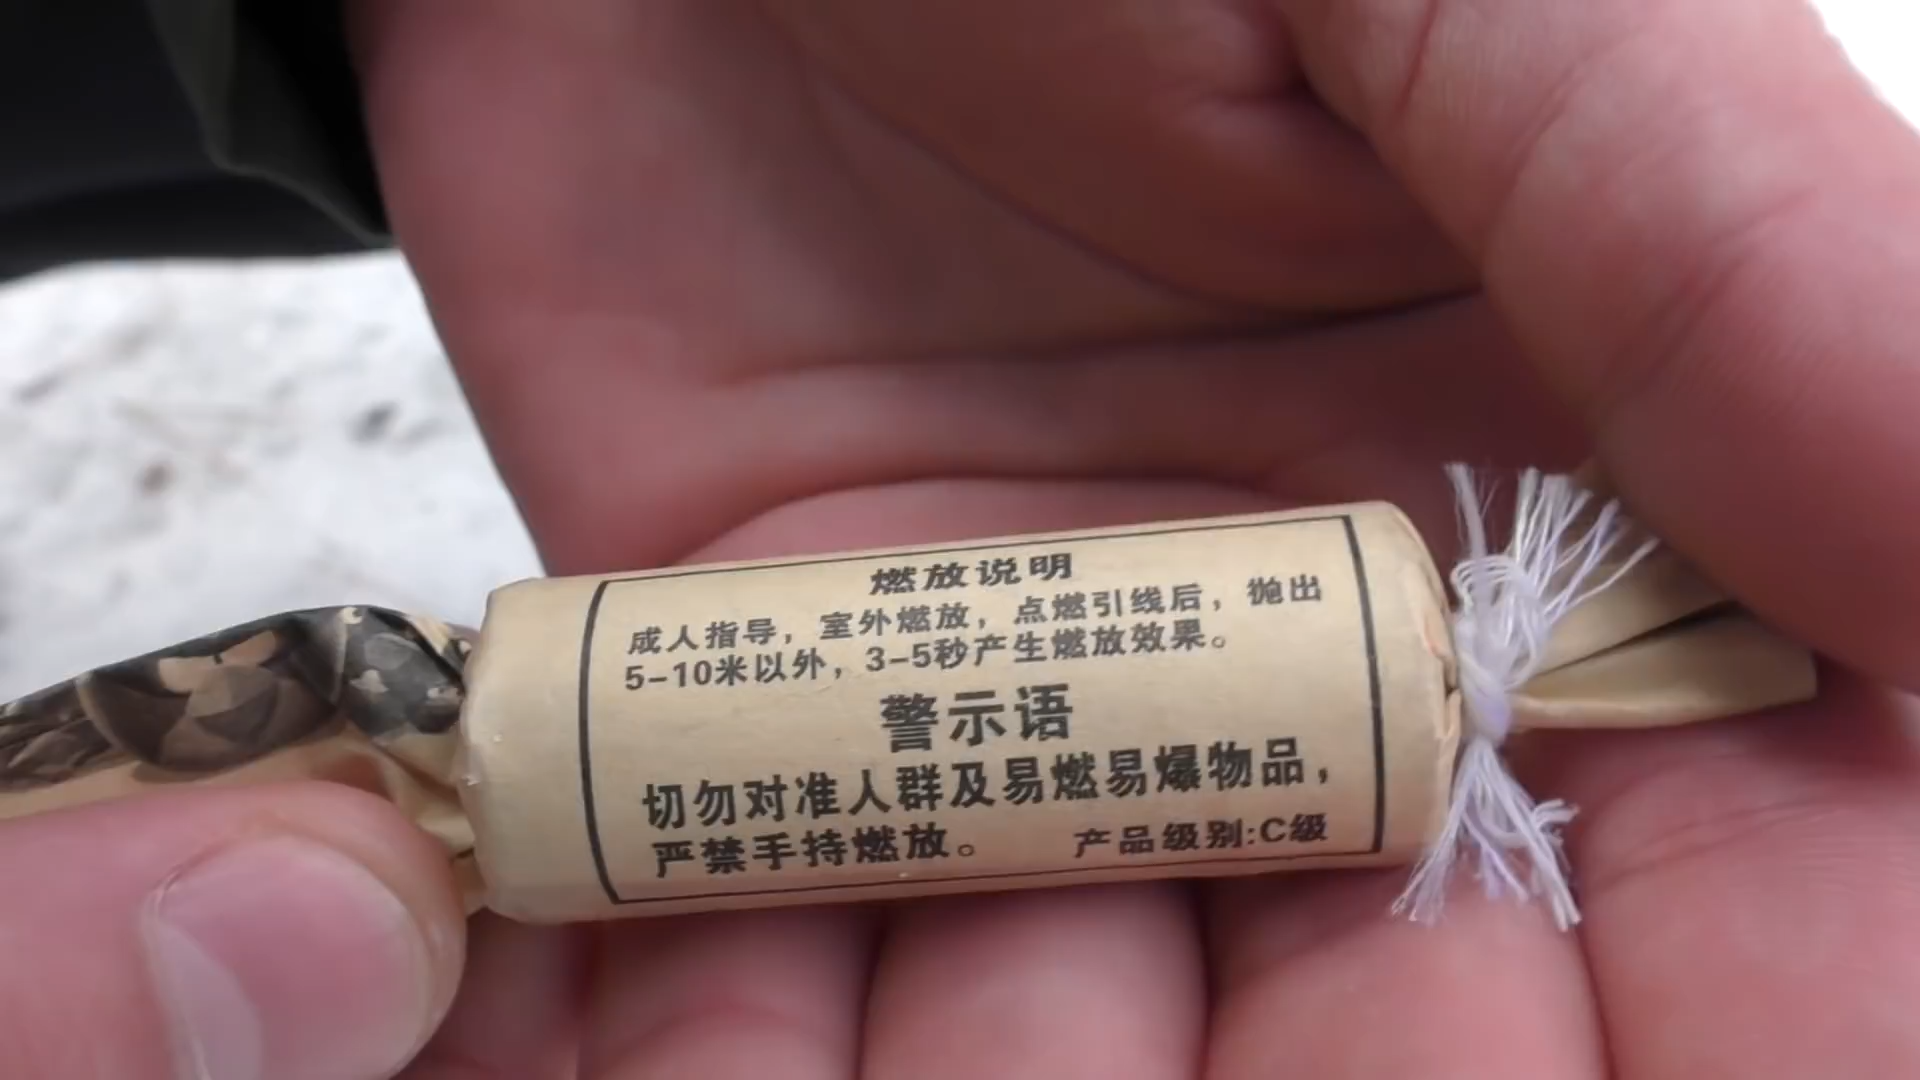 燃放说明
成人指导，室外燃放，点燃引线后，抛出
5-10米以外，3-5秒产生燃放效果。
警示语
切勿对准人群及易燃易爆物品，
严禁手持燃放。 产品级别:C级